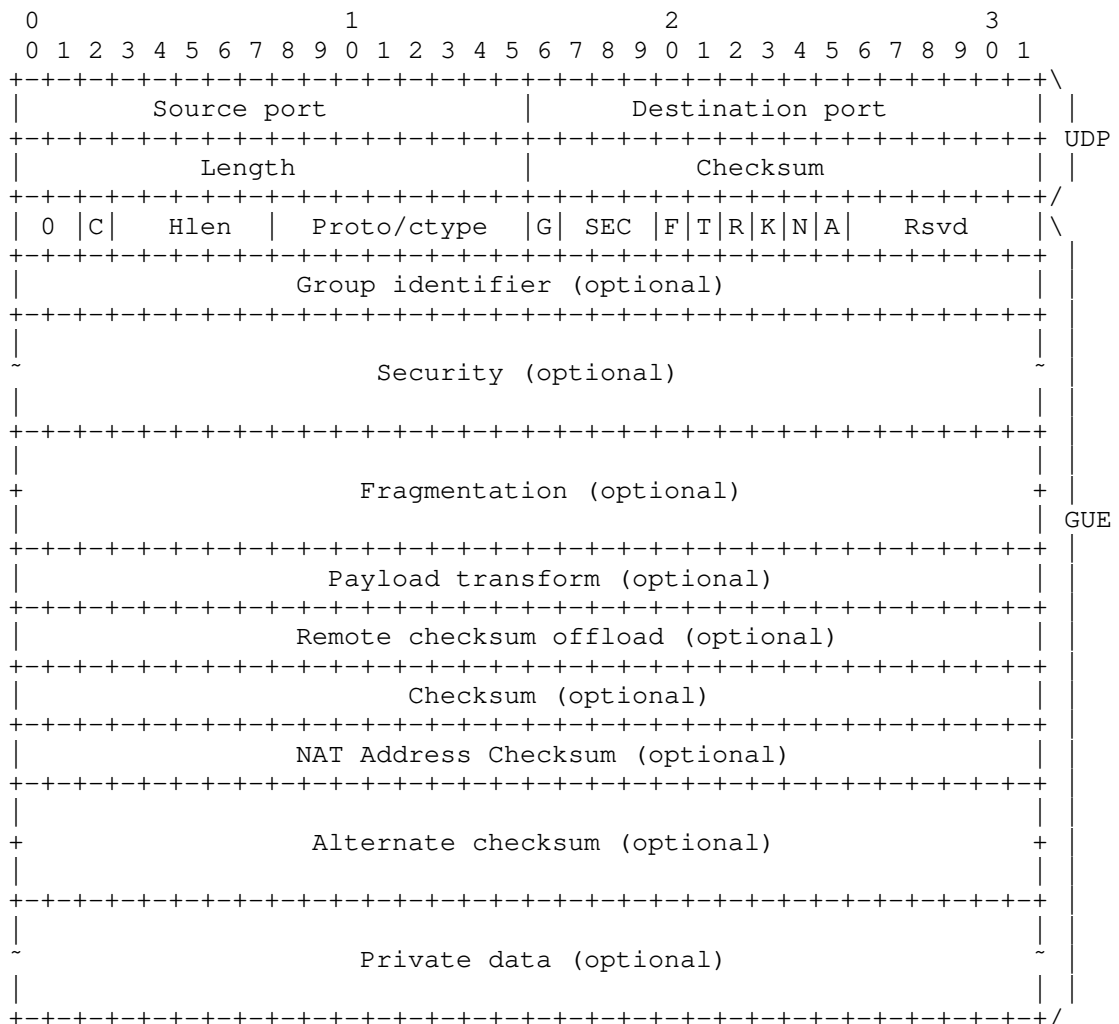 0                   1                   2                   3
 0 1 2 3 4 5 6 7 8 9 0 1 2 3 4 5 6 7 8 9 0 1 2 3 4 5 6 7 8 9 0 1
+-+-+-+-+-+-+-+-+-+-+-+-+-+-+-+-+-+-+-+-+-+-+-+-+-+-+-+-+-+-+-+-+\
|        Source port            |      Destination port         | |
+-+-+-+-+-+-+-+-+-+-+-+-+-+-+-+-+-+-+-+-+-+-+-+-+-+-+-+-+-+-+-+-+ UDP
|           Length              |          Checksum             | |
+-+-+-+-+-+-+-+-+-+-+-+-+-+-+-+-+-+-+-+-+-+-+-+-+-+-+-+-+-+-+-+-+/
| 0 |C|   Hlen  |  Proto/ctype  |G| SEC |F|T|R|K|N|A|   Rsvd    |\
+-+-+-+-+-+-+-+-+-+-+-+-+-+-+-+-+-+-+-+-+-+-+-+-+-+-+-+-+-+-+-+-+ |
|                 Group identifier (optional)                   | |
+-+-+-+-+-+-+-+-+-+-+-+-+-+-+-+-+-+-+-+-+-+-+-+-+-+-+-+-+-+-+-+-+ |
|                                                               | |
~                      Security (optional)                      ~ |
|                                                               | |
+-+-+-+-+-+-+-+-+-+-+-+-+-+-+-+-+-+-+-+-+-+-+-+-+-+-+-+-+-+-+-+-+ |
|                                                               | |
+                     Fragmentation (optional)                  + |
|                                                               | GUE
+-+-+-+-+-+-+-+-+-+-+-+-+-+-+-+-+-+-+-+-+-+-+-+-+-+-+-+-+-+-+-+-+ |
|                   Payload transform (optional)                | |
+-+-+-+-+-+-+-+-+-+-+-+-+-+-+-+-+-+-+-+-+-+-+-+-+-+-+-+-+-+-+-+-+ |
|                 Remote checksum offload (optional)            | |
+-+-+-+-+-+-+-+-+-+-+-+-+-+-+-+-+-+-+-+-+-+-+-+-+-+-+-+-+-+-+-+-+ |
|                        Checksum (optional)                    | |
+-+-+-+-+-+-+-+-+-+-+-+-+-+-+-+-+-+-+-+-+-+-+-+-+-+-+-+-+-+-+-+-+ |
|                 NAT Address Checksum (optional)               | |
+-+-+-+-+-+-+-+-+-+-+-+-+-+-+-+-+-+-+-+-+-+-+-+-+-+-+-+-+-+-+-+-+ |
|                                                               | |
+                  Alternate checksum (optional)                + |
|                                                               | |
+-+-+-+-+-+-+-+-+-+-+-+-+-+-+-+-+-+-+-+-+-+-+-+-+-+-+-+-+-+-+-+-+ |
|                                                               | |
~                     Private data (optional)                   ~ |
|                                                               | |
+-+-+-+-+-+-+-+-+-+-+-+-+-+-+-+-+-+-+-+-+-+-+-+-+-+-+-+-+-+-+-+-+/